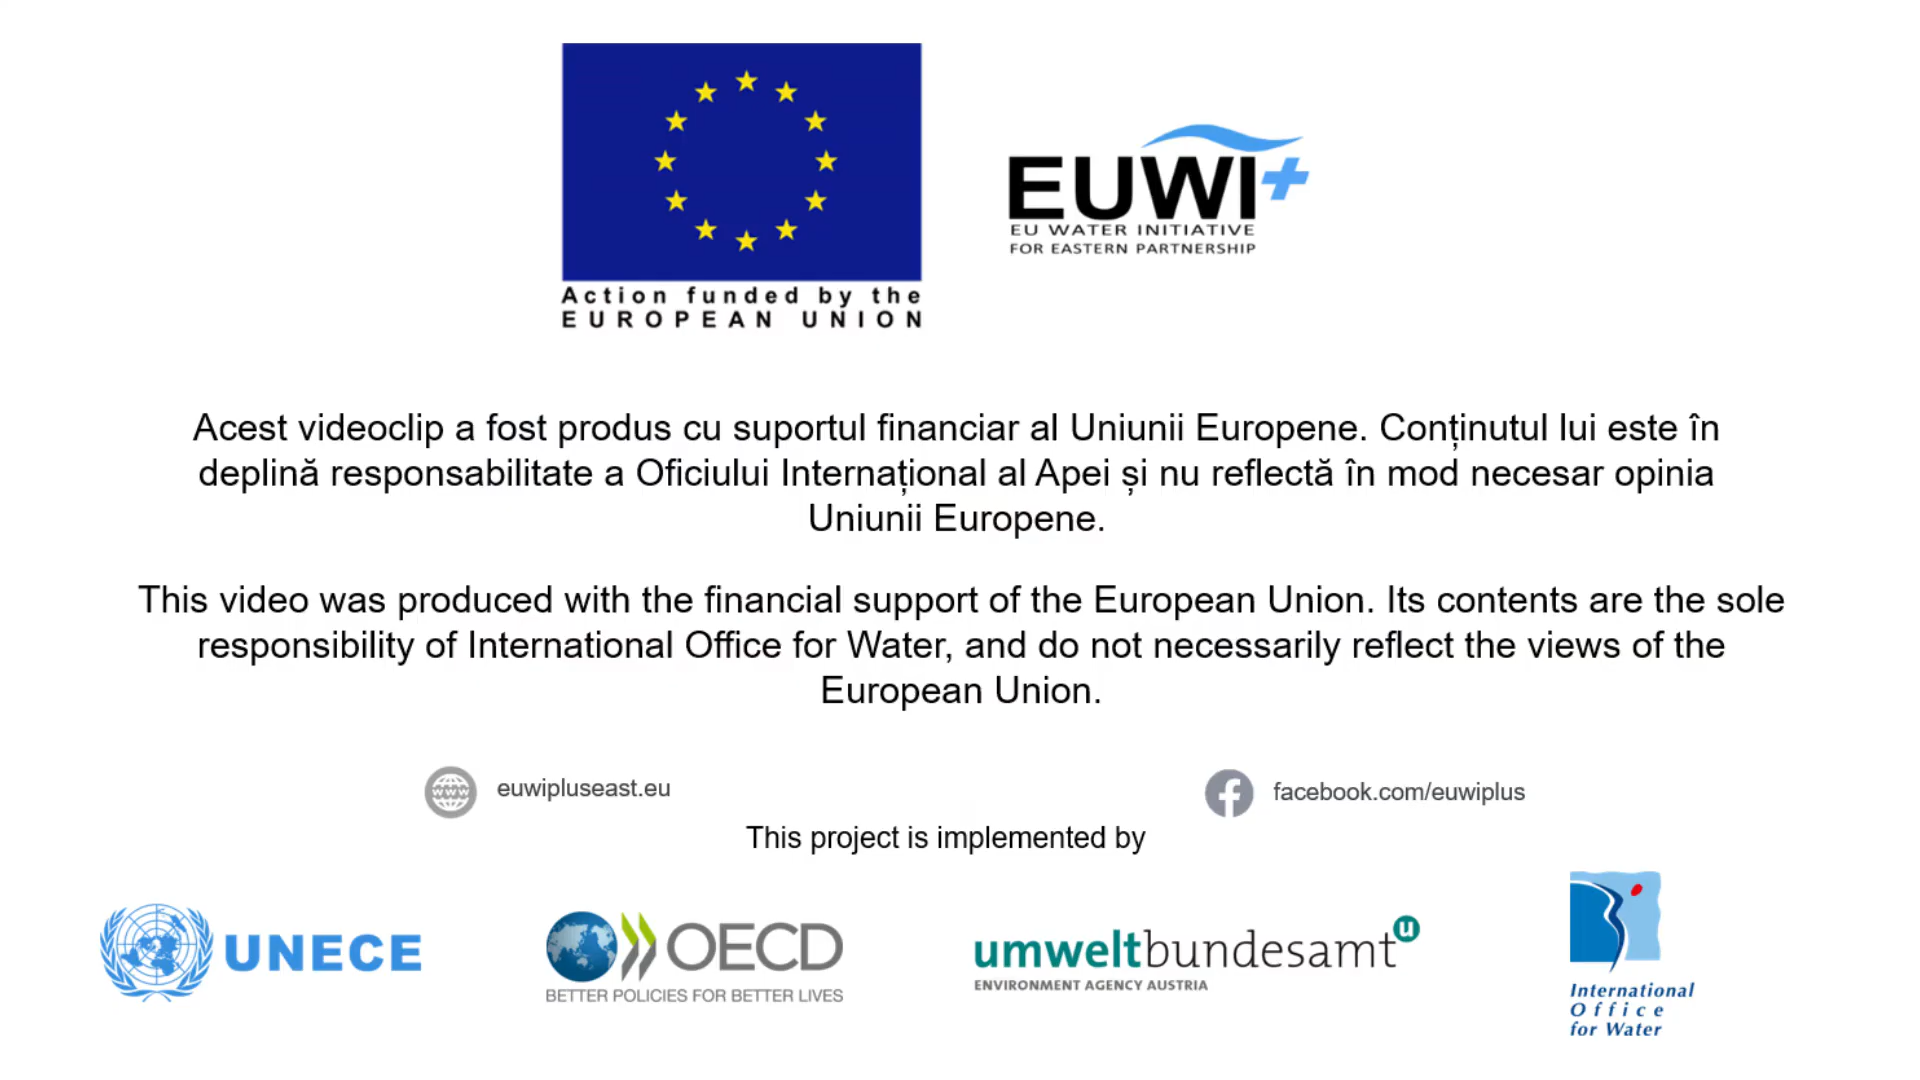 Action funded by the
EUROPEAN UNION
EUWI+
EU WATER INITIATIVE
FOR EASTERN PARTNERSHIP
Acest videoclip a fost produs cu suportul financiar al Uniunii Europene. Conținutul lui este în
deplină responsabilitate a Oficiului Internațional al Apei și nu reflectă în mod necesar opinia
Uniunii Europene.
This video was produced with the financial support of the European Union. Its contents are the sole
responsibility of International Office for Water, and do not necessarily reflect the views of the
European Union.
www euwipluseast.eu
facebook.com/euwiplus
This project is implemented by
UNECE
OECD
BETTER POLICIES FOR BETTER LIVES
umweltbundesamt u
ENVIRONMENT AGENCY AUSTRIA
International
Office
for Water